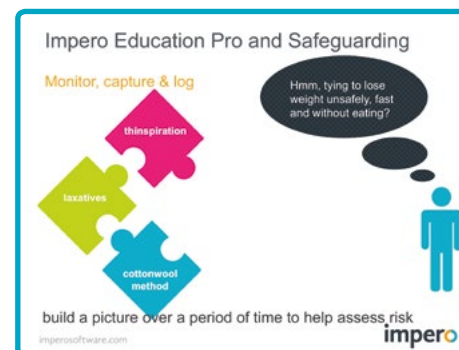 Impero Education Pro and Safeguarding
Monitor, capture & log
Hmm, tying to lose
weight unsafely, fast
and without eating?
thinspiration
laxatives
cottonwool
method
build a picture over a period of time to help assess risk
imperosoftware.com
impero